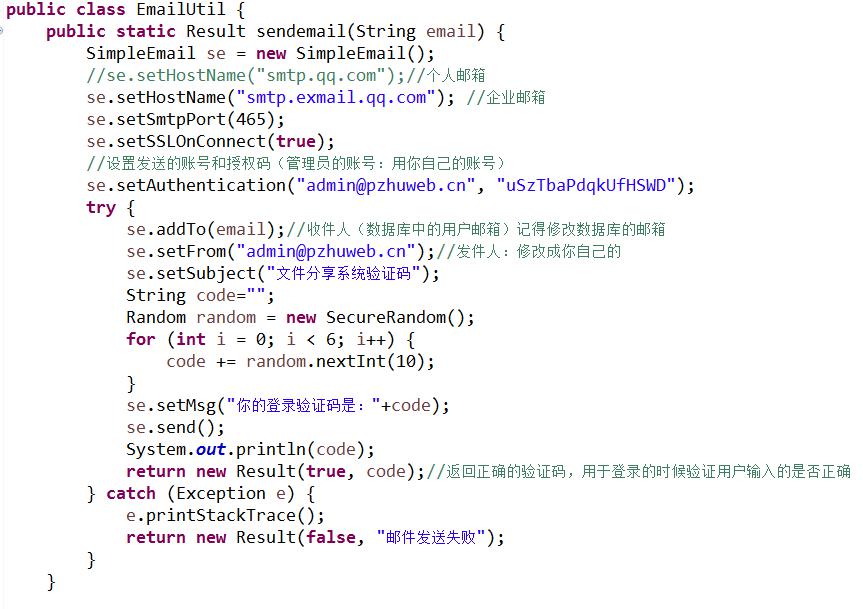 public class EmailUtil {
public static Result sendemail(String email) {
SimpleEmail se = new SimpleEmail();
//se.setHostName("smtp.qq.com");//个人邮箱
se.setHostName("smtp.exmail.qq.com"); //企业邮箱
se.setSmtpPort(465);
se.setSSLOnConnect(true);
//设置发送的账号和授权码（管理员的账号：用你自己的账号）
se.setAuthentication("admin@pzhuweb.cn", "uSzTbaPdqkUfHSWD");
try {
se.addTo(email);//收件人（数据库中的用户邮箱）记得修改数据库的邮箱
se.setFrom("admin@pzhuweb.cn");//发件人：修改成你自己的
se.setSubject("文件分享系统验证码");
String code="";
Random random = new SecureRandom();
for (int i = 0; i < 6; i++) {
code += random.nextInt(10);
}
se.setMsg("你的登录验证码是："+code);
se.send();
System.out.println(code);
return new Result(true, code);//返回正确的验证码，用于登录的时候验证用户输入的是否正确
} catch (Exception e) {
e.printStackTrace();
return new Result(false, "邮件发送失败");
}
}